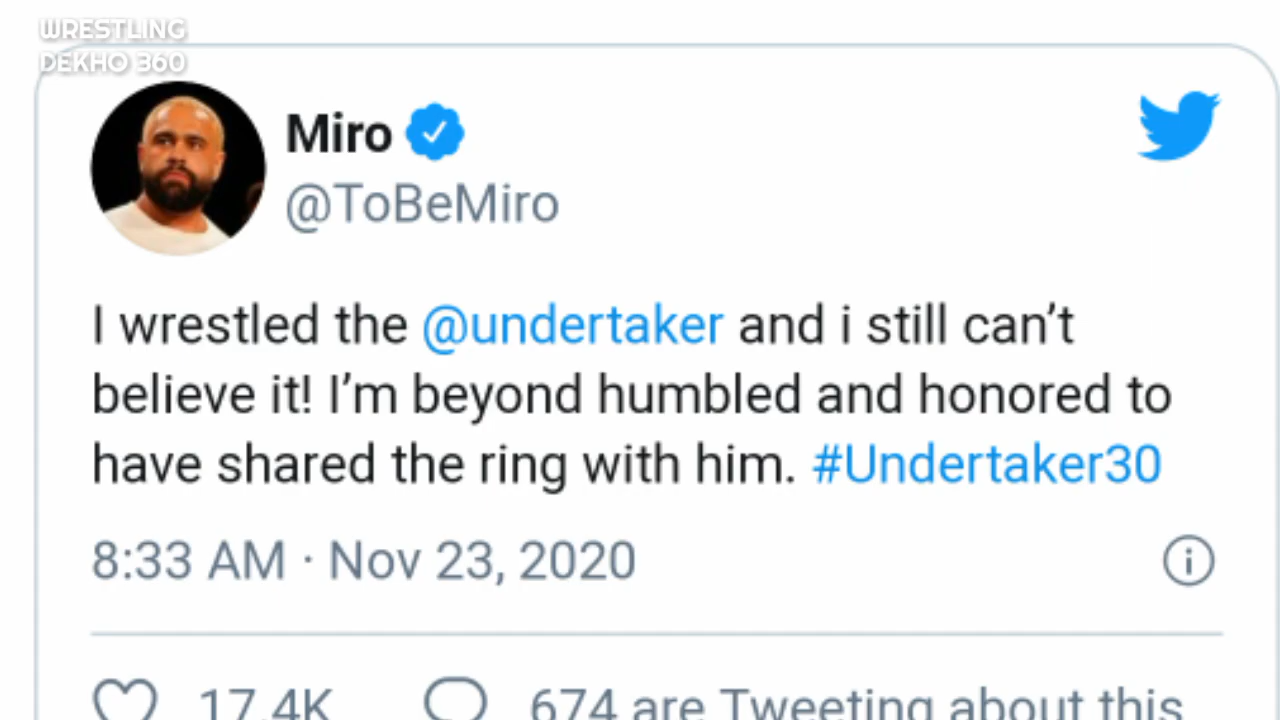 WRESTLING
DEKHO 360
Miro
@ToBeMiro
I wrestled the @undertaker and i still can’t
believe it! I’m beyond humbled and honored to
have shared the ring with him. #Undertaker30
8:33 AM · Nov 23, 2020
17.4K 674 are Tweeting about this